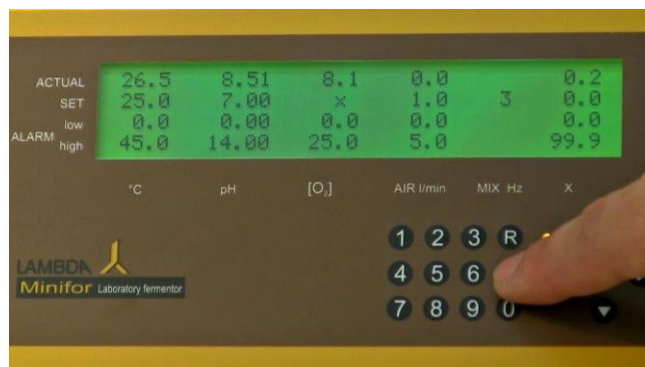 ACTUAL 26.5 8.51 8.1 0.0 0.2
SET 25.0 7.00 x 1.0 3 0.0
low 0.0 0.00 0.0 0.0 0.0
ALARM
high 45.0 14.00 25.0 5.0 99.9
°C pH [O₂] AIR l/min MIX Hz X
1 2 3 R
4 5 6
7 8 9 0
LAMBDA
Minifor Laboratory fermentor